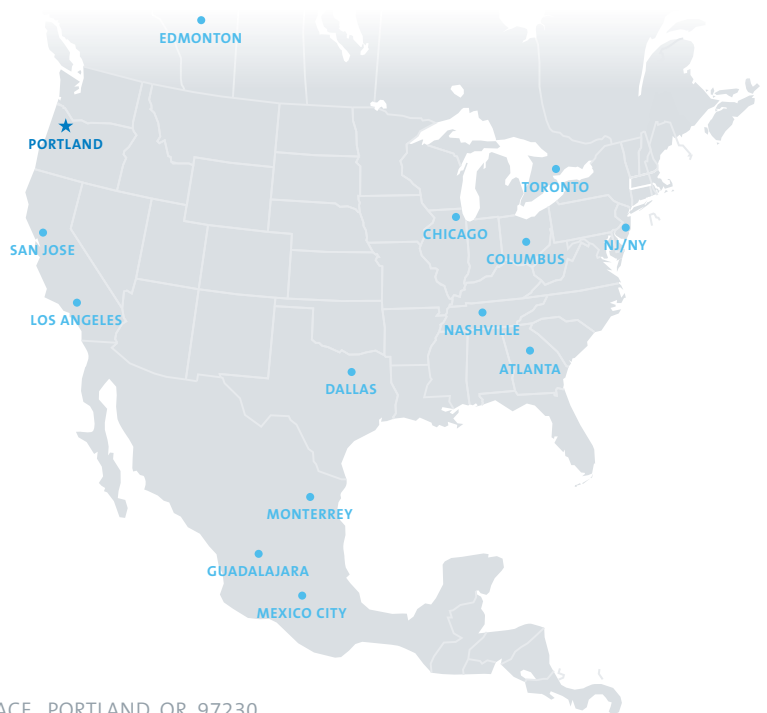 EDMONTON
PORTLAND
TORONTO
CHICAGO
NJ/NY
SAN JOSE
COLUMBUS
LOS ANGELES
NASHVILLE
ATLANTA
DALLAS
MONTERREY
GUADALAJARA
MEXICO CITY
PORTLAND, OR 97230